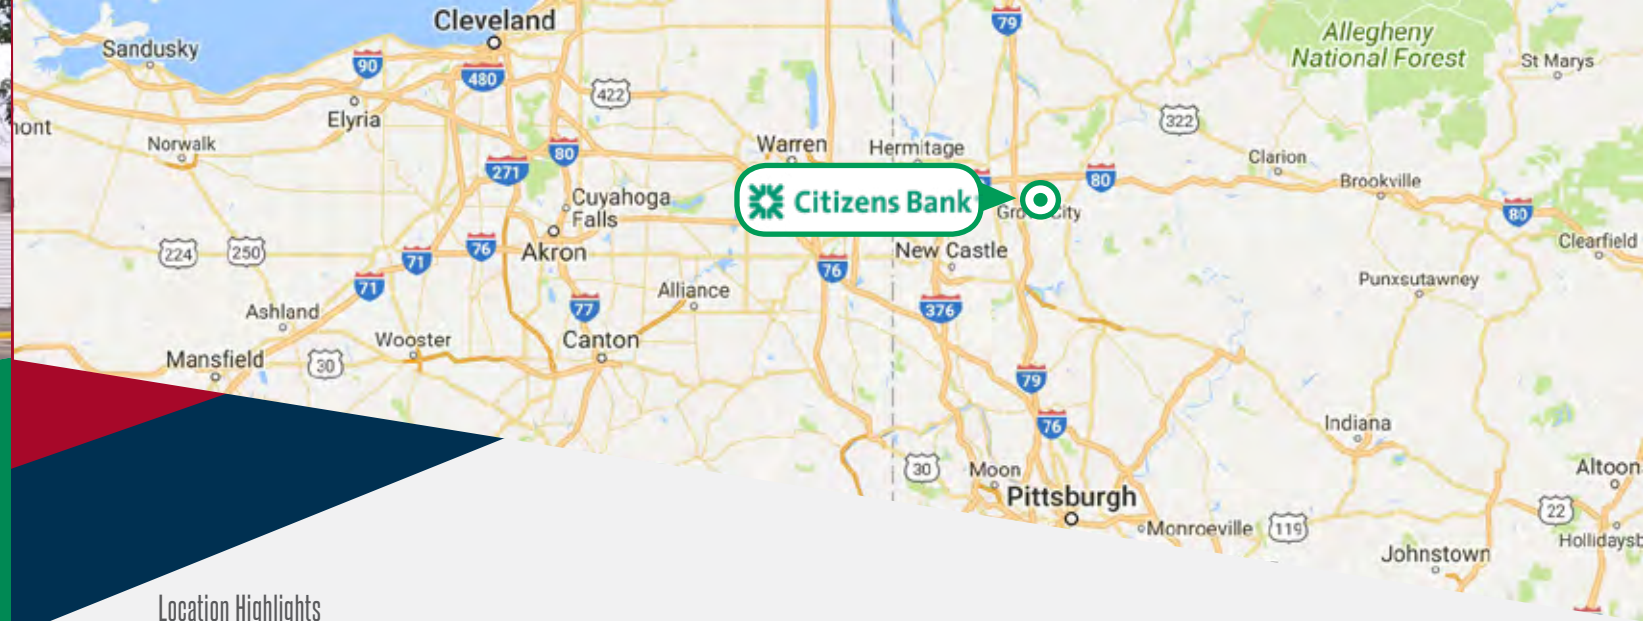 Cleveland
79
Allegheny
National Forest
Sandusky
90
480
St Marys
422
Elyria
322
Norwalk
Warren
Hermitage
80
271
Clarion
80
Brookville
Cuyahoga
Falls
Citizens Bank
80
224
250
76
Akron
71
New Castle
Clearfield
76
Punxsutawney
71
Alliance
77
376
Ashland
Wooster
Canton
Mansfield
30
79
76
Indiana
30
Moon
Pittsburgh
Monroeville
119
22
Johnstown
Location Highlights